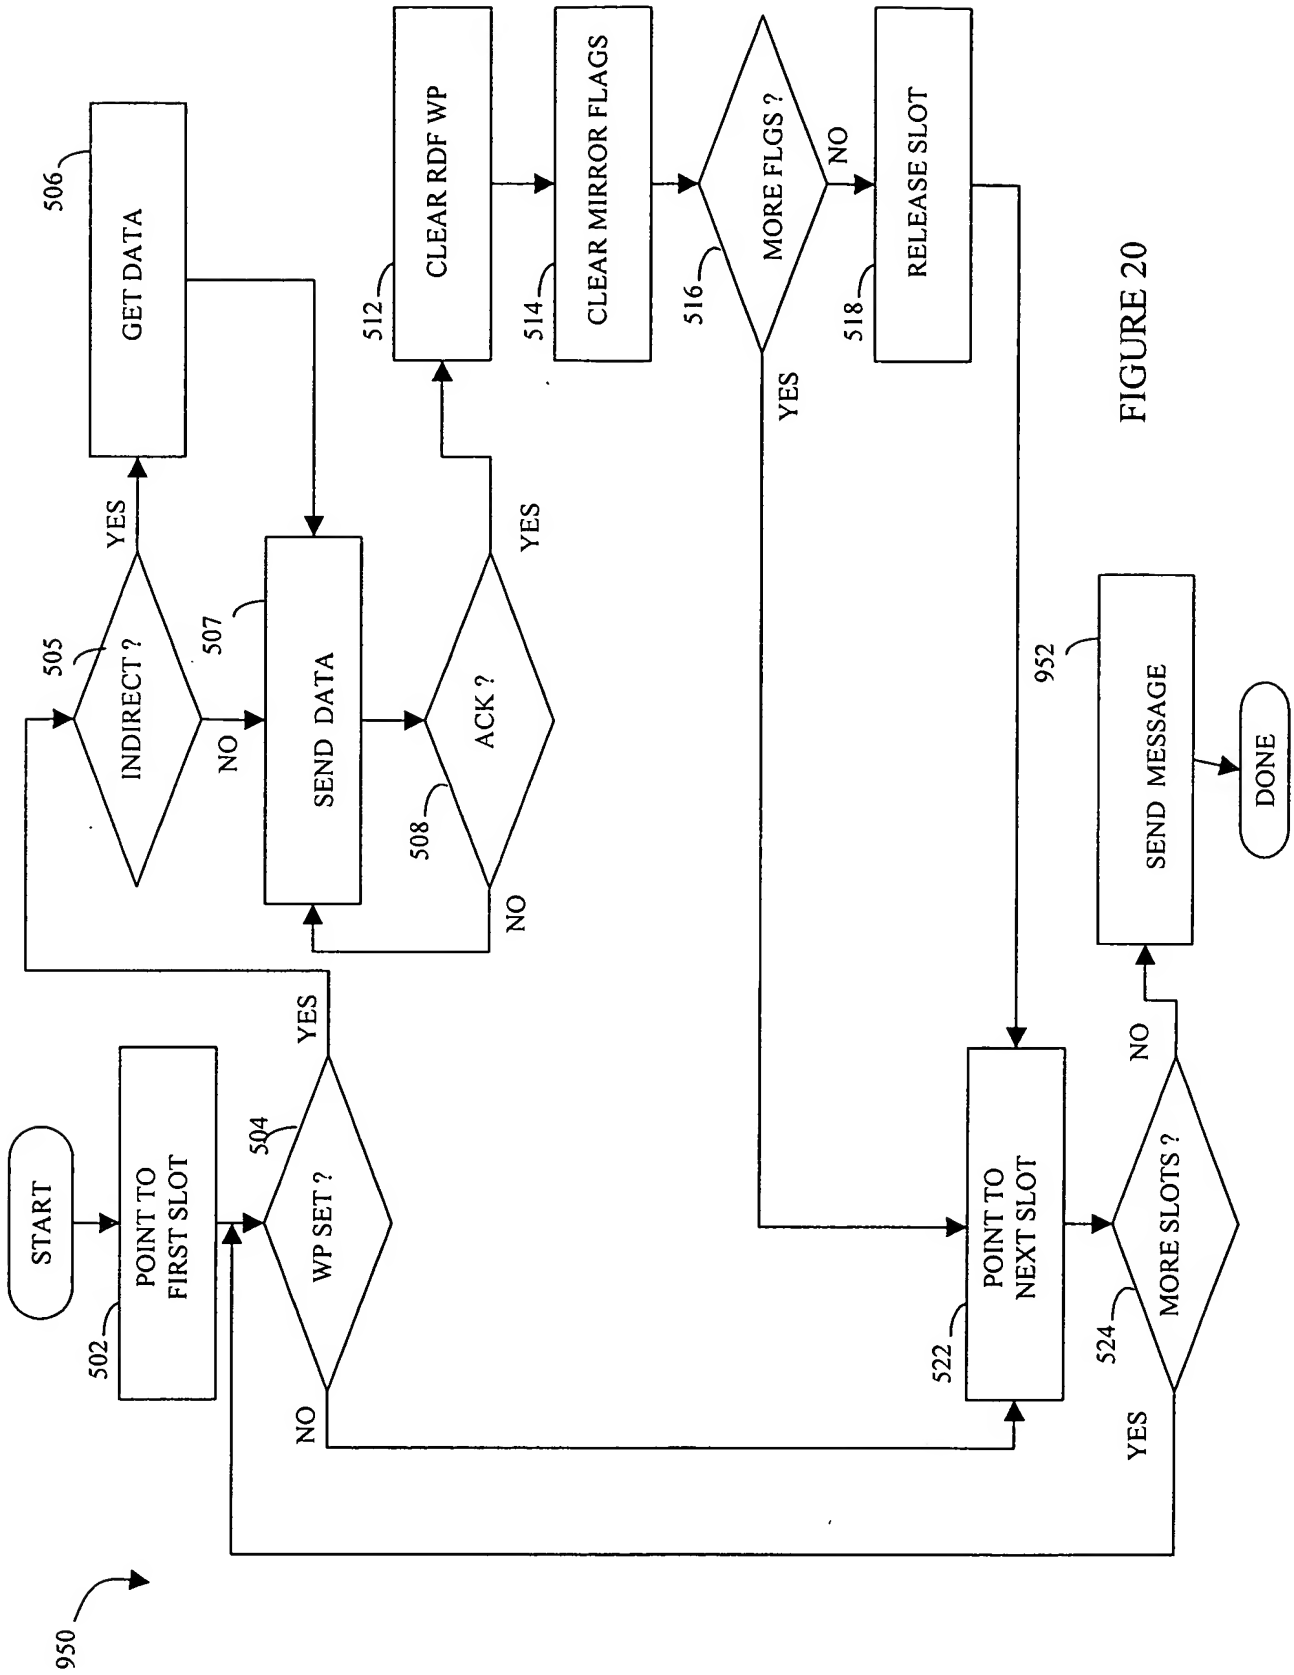 950
START
502
POINT TO
FIRST SLOT
504
WP SET ?
YES
NO
505
INDIRECT ?
YES
NO
506
GET DATA
507
SEND DATA
508
ACK ?
YES
NO
512
CLEAR RDF WP
514
CLEAR MIRROR FLAGS
516
MORE FLGS ?
YES
NO
518
RELEASE SLOT
522
POINT TO
NEXT SLOT
524
MORE SLOTS ?
YES
NO
952
SEND MESSAGE
DONE
FIGURE 20